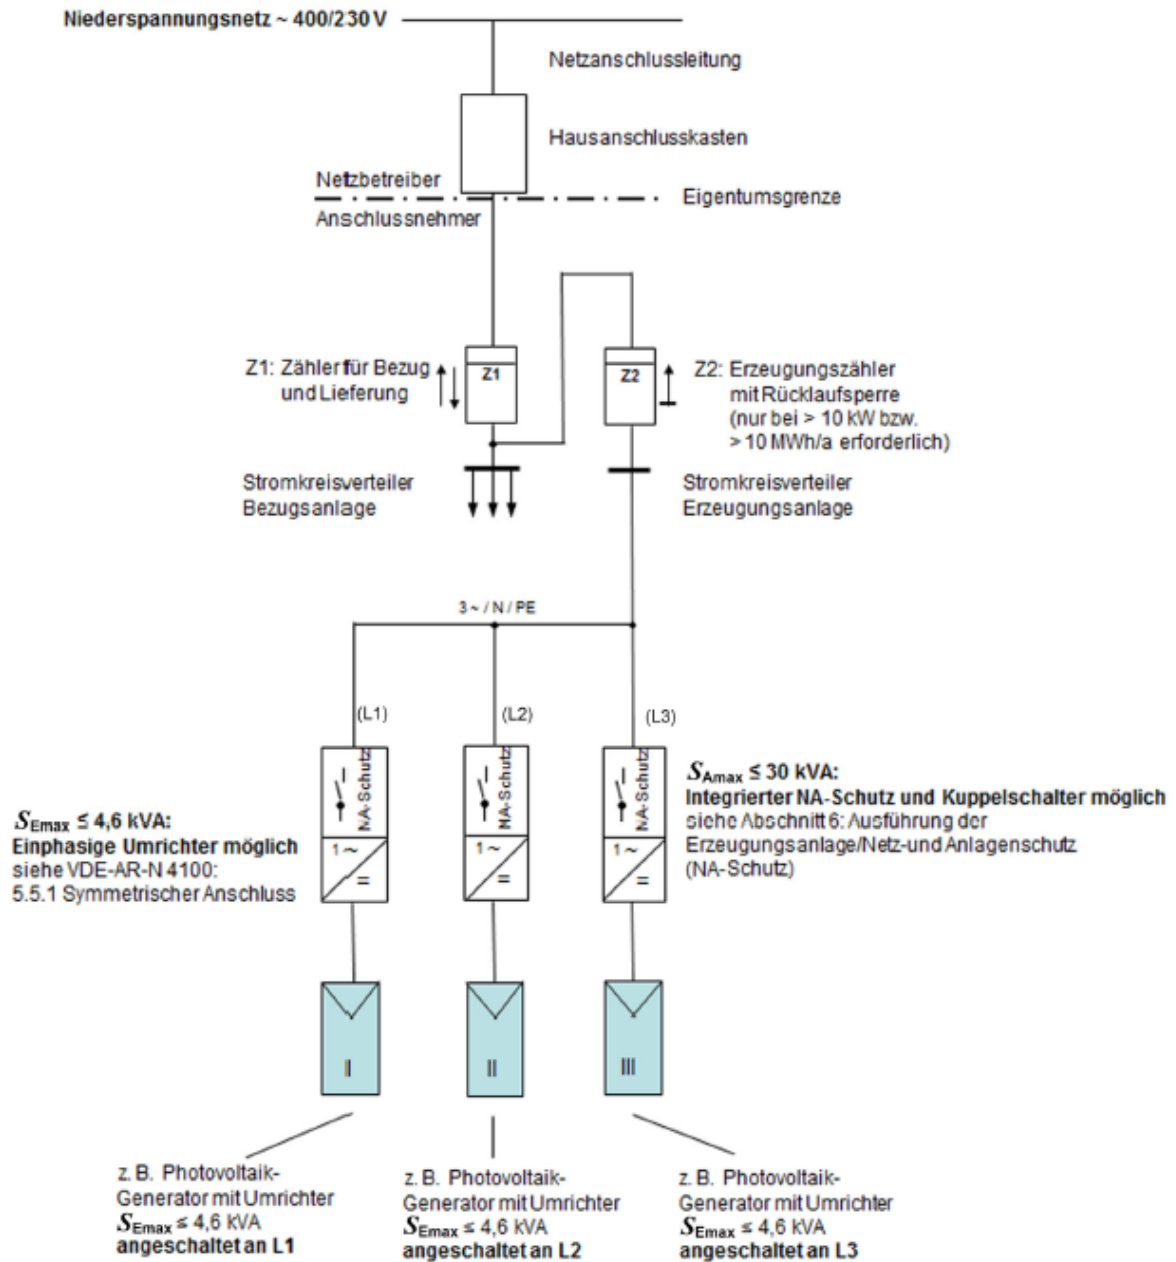 Niederspannungsnetz ~ 400/230 V
Netzanschlussleitung
Hausanschlusskasten
Netzbetreiber
Eigentumsgrenze
Anschlussnehmer
Z1: Zähler für Bezug
und Lieferung
Z1
Z2
Z2: Erzeugungszähler
mit Rücklaufsperre
(nur bei > 10 kW bzw.
> 10 MWh/a erforderlich)
Stromkreisverteiler
Bezugsanlage
Stromkreisverteiler
Erzeugungsanlage
3 ~ / N / PE
(L1)
(L2)
(L3)
NA-Schutz
NA-Schutz
NA-Schutz
1 ~
=
1 ~
=
1 ~
=
SEmax ≤ 4,6 kVA:
Einphasige Umrichter möglich
siehe VDE-AR-N 4100:
5.5.1 Symmetrischer Anschluss
SAmax ≤ 30 kVA:
Integrierter NA-Schutz und Kuppelschalter möglich
siehe Abschnitt 6: Ausführung der
Erzeugungsanlage/Netz-und Anlagenschutz
(NA-Schutz)
I
II
III
z. B. Photovoltaik-
Generator mit Umrichter
SEmax ≤ 4,6 kVA
angeschaltet an L1
z. B. Photovoltaik-
Generator mit Umrichter
SEmax ≤ 4,6 kVA
angeschaltet an L2
z. B. Photovoltaik-
Generator mit Umrichter
SEmax ≤ 4,6 kVA
angeschaltet an L3